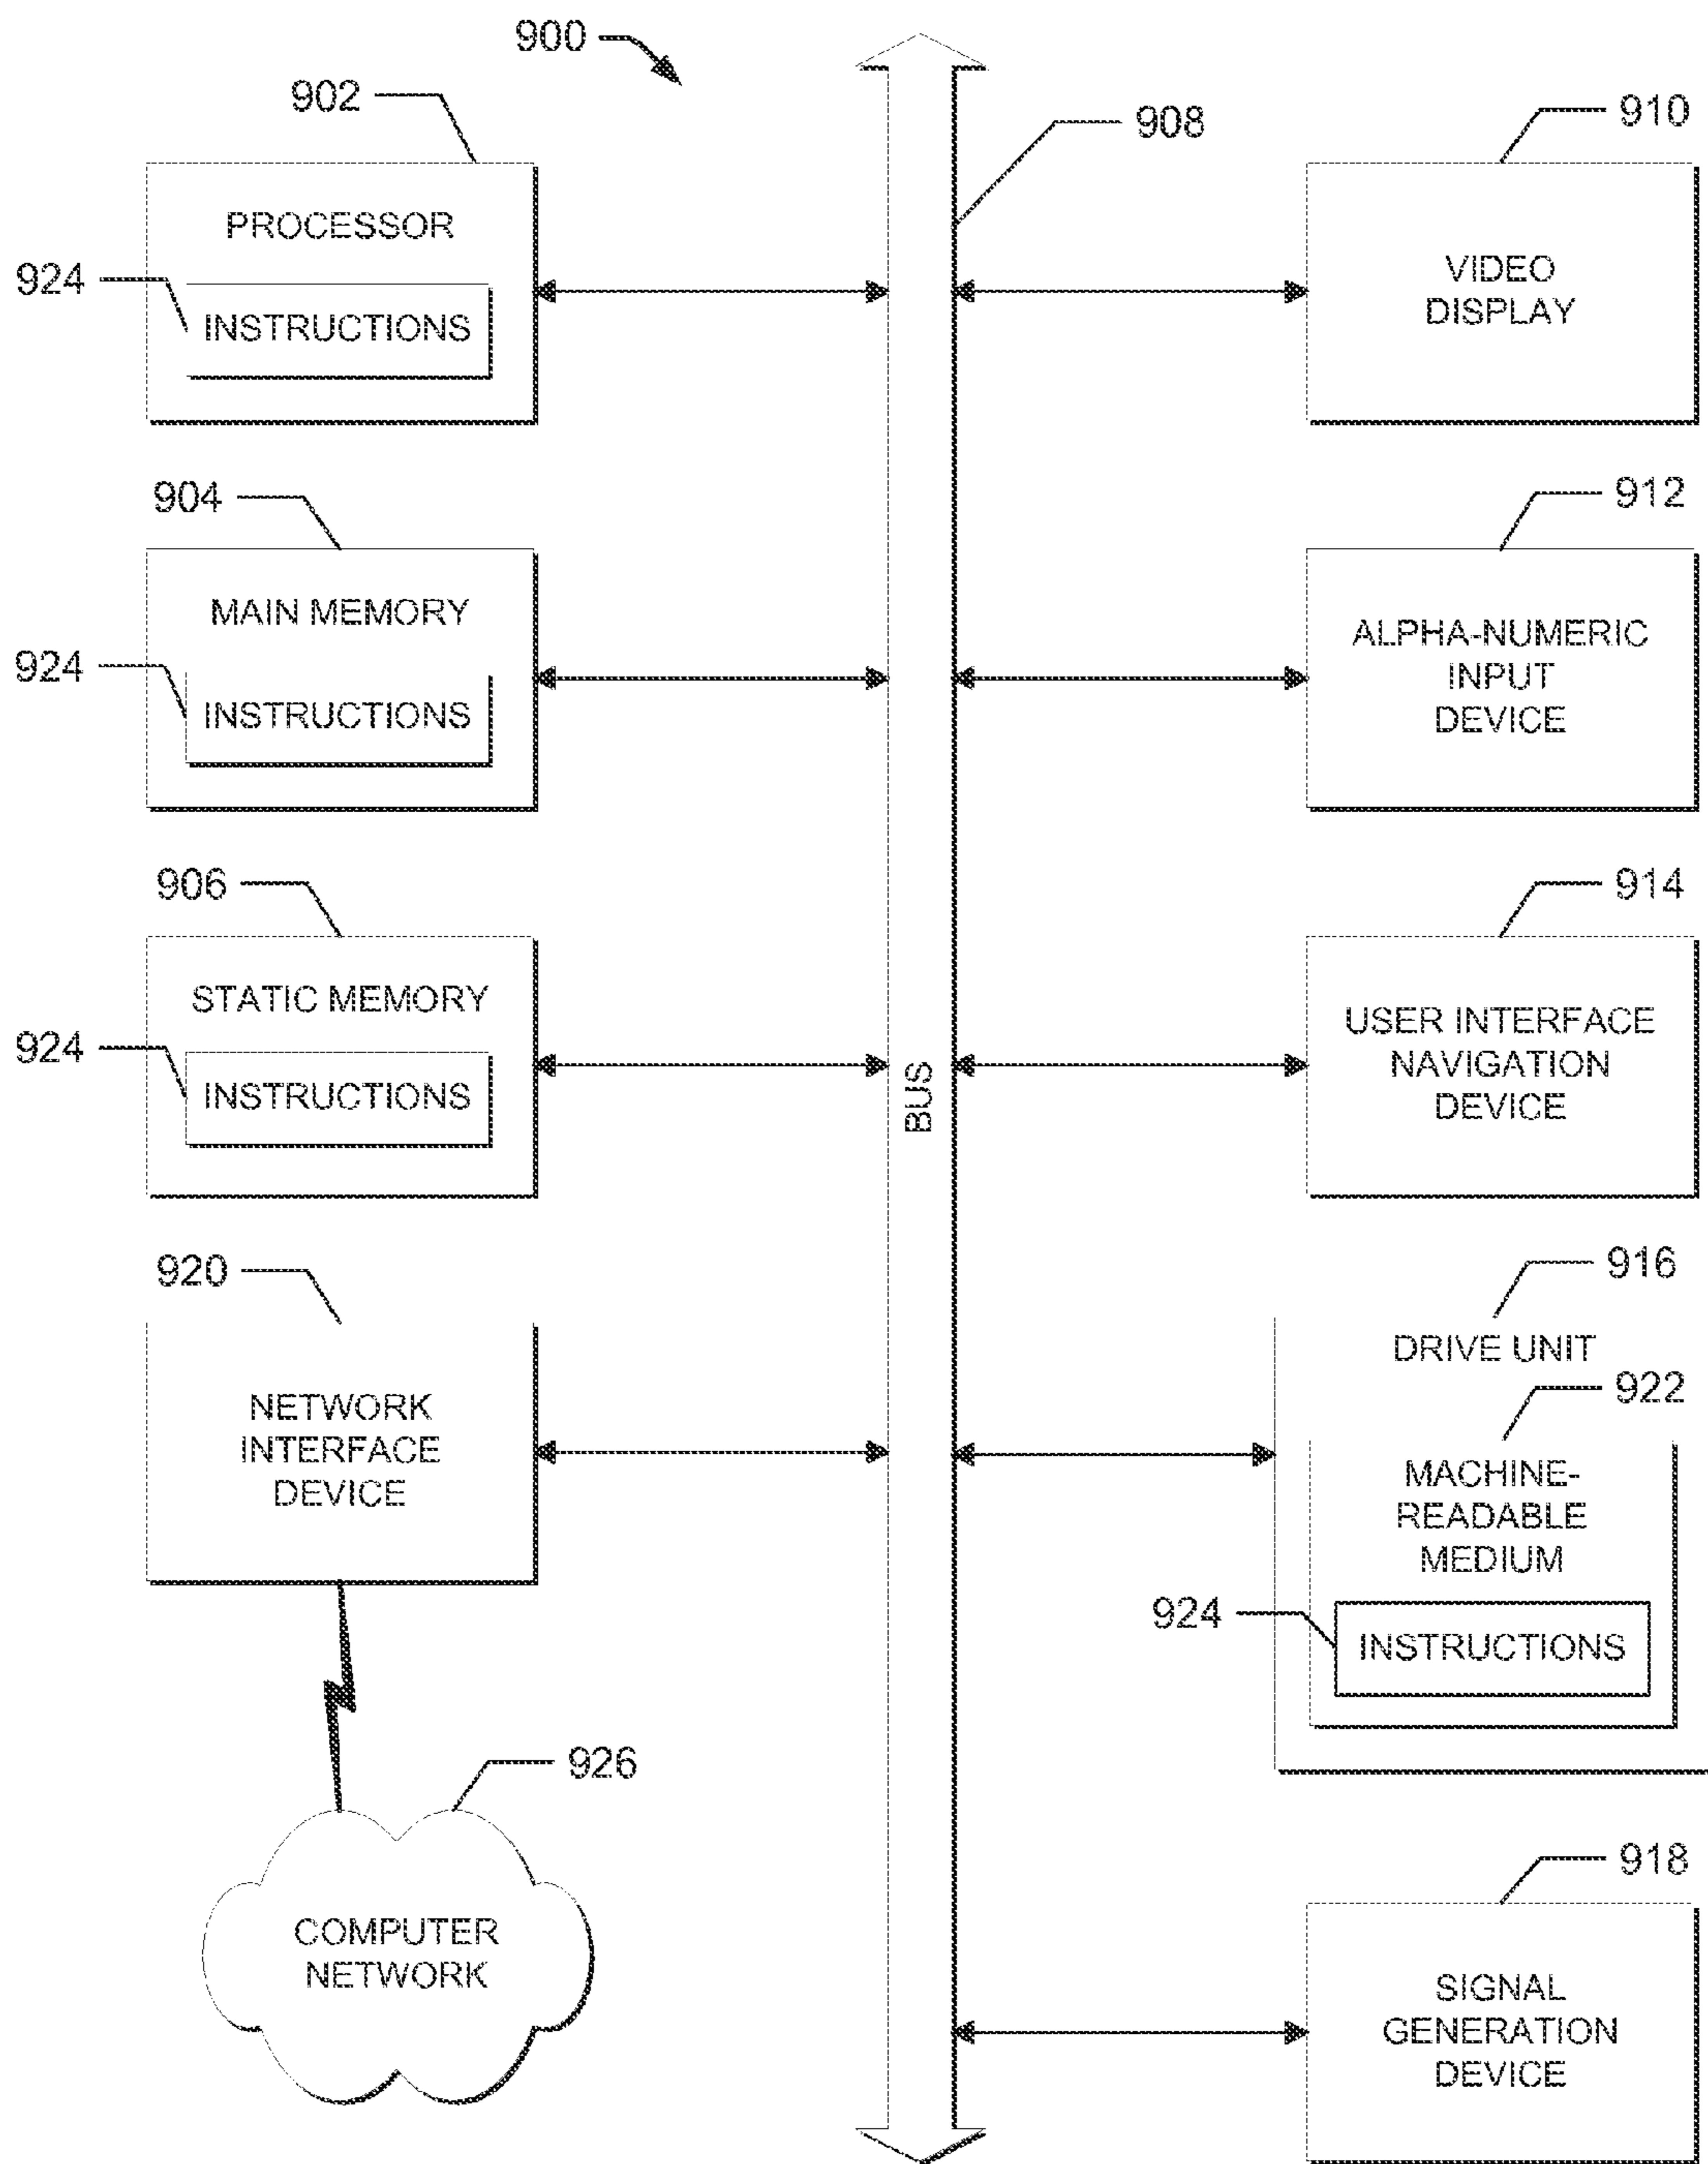 900
902
908
910
PROCESSOR
924
INSTRUCTIONS
VIDEO
DISPLAY
904
912
MAIN MEMORY
924
INSTRUCTIONS
ALPHA-NUMERIC
INPUT
DEVICE
906
914
STATIC MEMORY
924
INSTRUCTIONS
BUS
USER INTERFACE
NAVIGATION
DEVICE
920
916
NETWORK
INTERFACE
DEVICE
DRIVE UNIT
922
MACHINE-
READABLE
MEDIUM
924
INSTRUCTIONS
926
COMPUTER
NETWORK
918
SIGNAL
GENERATION
DEVICE